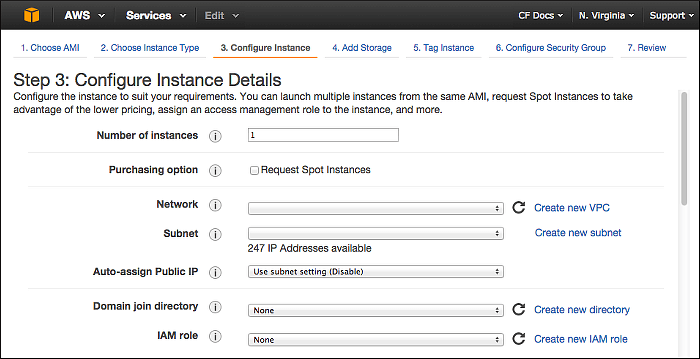 AWS Services Edit CF Docs N. Virginia Support
1. Choose AMI 2. Choose Instance Type 3. Configure Instance 4. Add Storage 5. Tag Instance 6. Configure Security Group 7. Review
Step 3: Configure Instance Details
Configure the instance to suit your requirements. You can launch multiple instances from the same AMI, request Spot Instances to take
advantage of the lower pricing, assign an access management role to the instance, and more.
Number of instances i 1
Purchasing option i Request Spot Instances
Network i Create new VPC
Subnet i Create new subnet
247 IP Addresses available
Auto-assign Public IP i Use subnet setting (Disable)
Domain join directory i None Create new directory
IAM role i None Create new IAM role